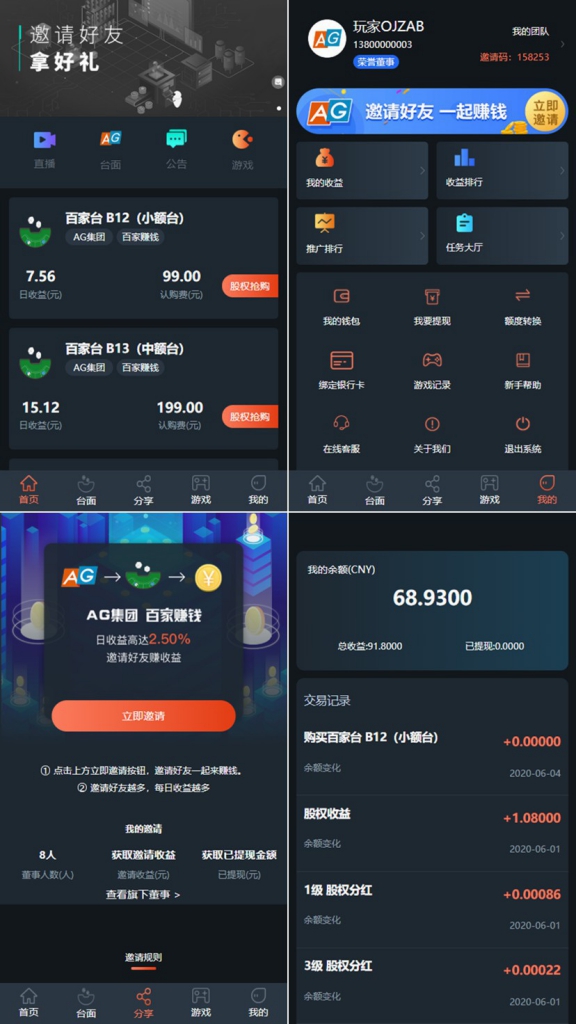 邀请好友
拿好礼
直播
AG
台面
公告
游戏
百家台 B12（小额台）
AG集团
百家赚钱
7.56
日收益(元)
99.00
认购费(元)
股权抢购
百家台 B13（中额台）
AG集团
百家赚钱
15.12
日收益(元)
199.00
认购费(元)
股权抢购
首页
台面
分享
游戏
我的
AG
玩家OJZAB
13800000003
荣誉董事
我的团队
邀请码：158253
AG
邀请好友 一起赚钱
立即
邀请
我的收益
收益排行
推广排行
任务大厅
我的钱包
我要提现
额度转换
绑定银行卡
游戏记录
新手帮助
在线客服
关于我们
退出系统
首页
台面
分享
游戏
我的
AG
AG集团 百家赚钱
日收益高达2.50%
邀请好友赚收益
立即邀请
① 点击上方立即邀请按钮，邀请好友一起来赚钱。
② 邀请好友越多，每日收益越多
我的邀请
8人
董事人数(人)
获取邀请收益
邀请收益(元)
获取已提现金额
已提现(元)
查看旗下董事 >
邀请规则
首页
台面
分享
游戏
我的
我的余额(CNY)
68.9300
总收益:91.8000
已提现:0.0000
交易记录
购买百家台 B12（小额台）
+0.00000
余额变化
2020-06-04
股权收益
+1.08000
余额变化
2020-06-01
1级 股权分红
+0.00086
余额变化
2020-06-01
3级 股权分红
+0.00022
余额变化
2020-06-01